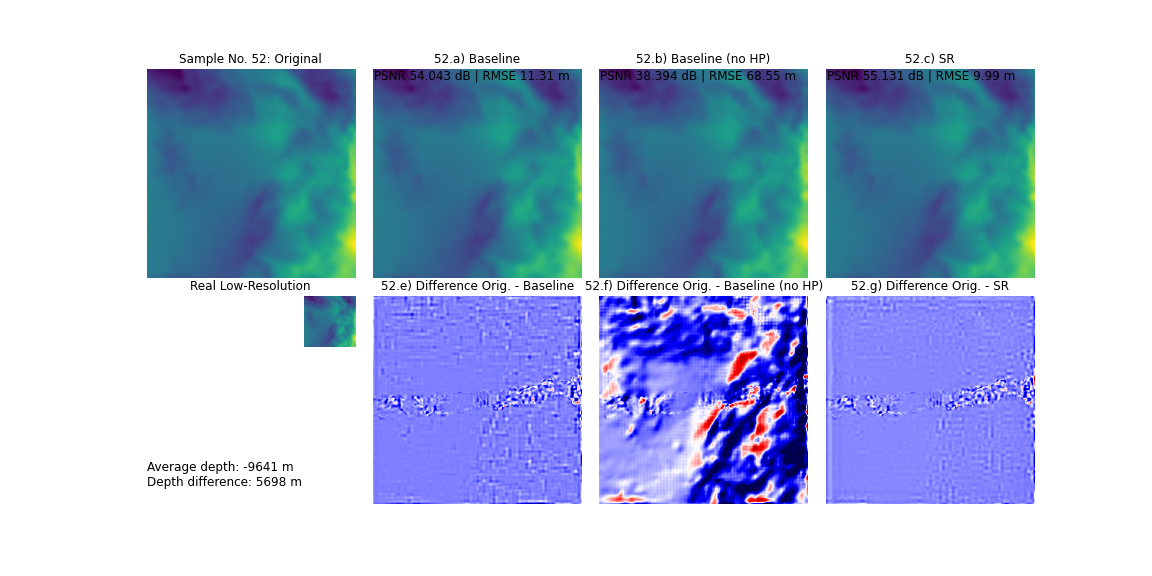 Sample No. 52: Original
52.a) Baseline
52.b) Baseline (no HP)
52.c) SR
PSNR 54.043 dB | RMSE 11.31 m
PSNR 38.394 dB | RMSE 68.55 m
PSNR 55.131 dB | RMSE 9.99 m
Real Low-Resolution
52.e) Difference Orig. - Baseline
52.f) Difference Orig. - Baseline (no HP)
52.g) Difference Orig. - SR
Average depth: -9641 m
Depth difference: 5698 m